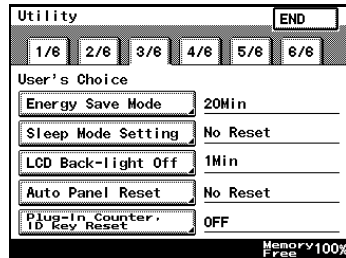 Utility END
1/6 2/6 3/6 4/6 5/6 6/6
User's Choice
Energy Save Mode 20Min
Sleep Mode Setting No Reset
LCD Back-light Off 1Min
Auto Panel Reset No Reset
Plug-In Counter,
ID key Reset OFF
Memory
Free 100%